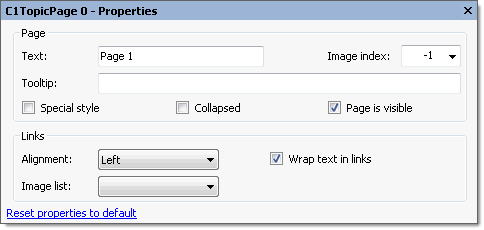 C1TopicPage 0 - Properties
Page
Text: Page 1 Image index: -1
Tooltip:
Special style Collapsed Page is visible
Links
Alignment: Left Wrap text in links
Image list:
Reset properties to default